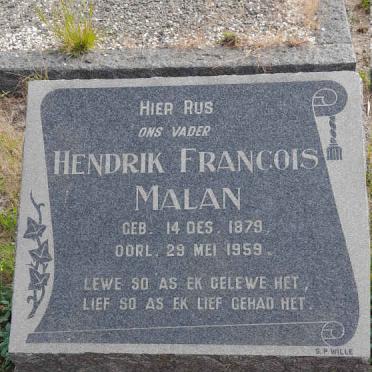 HIER RUS
ONS VADER
HENDRIK FRANCOIS
MALAN
GEB. 14 DES. 1879.
OORL. 29 MEI 1959.
LEWE SO AS EK GELEWE HET,
LIEF SO AS EK LIEF GEHAD HET.
S.P. WILLE